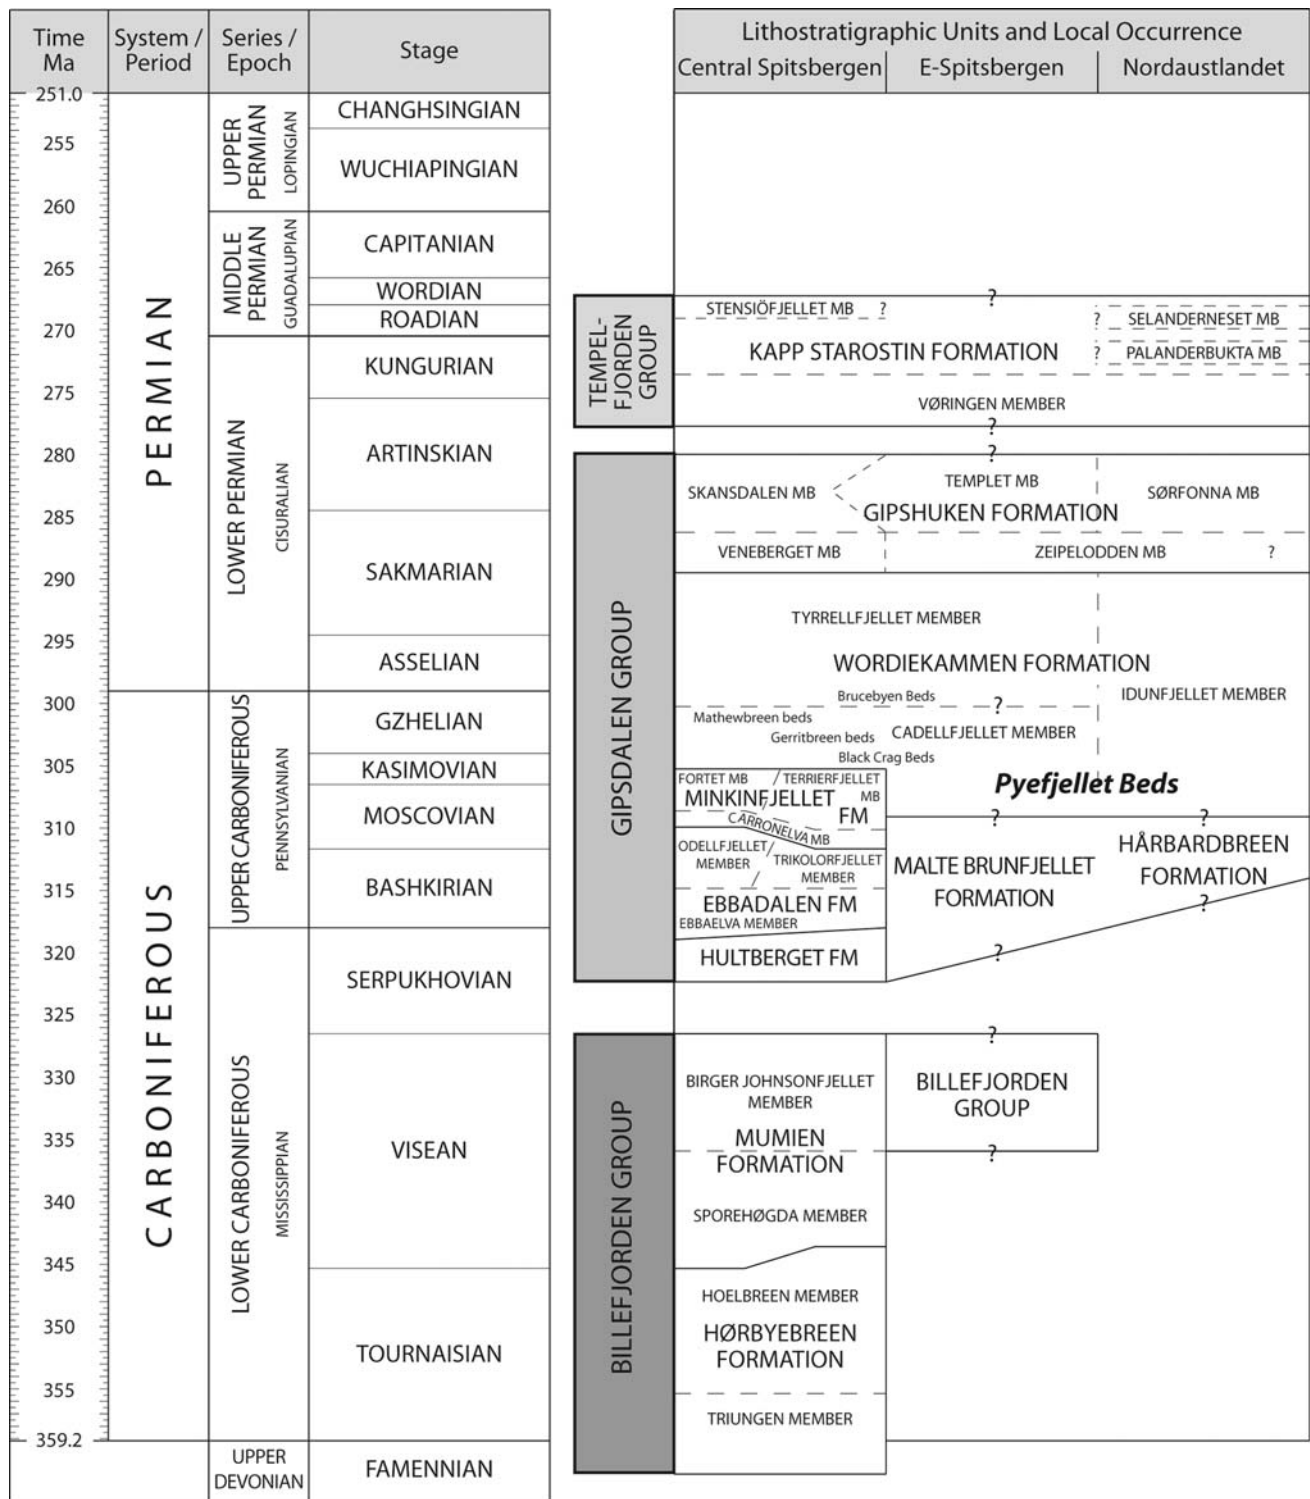 Time
Ma
System /
Period
Series /
Epoch
Stage
Lithostratigraphic Units and Local Occurrence
Central Spitsbergen
E-Spitsbergen
Nordaustlandet
251.0
255
260
265
270
275
280
285
290
295
300
305
310
315
320
325
330
335
340
345
350
355
359.2
PERMIAN
CARBONIFEROUS
UPPER
PERMIAN
LOPINGIAN
MIDDLE
PERMIAN
GUADALUPIAN
LOWER PERMIAN
CISURALIAN
UPPER CARBONIFEROUS
PENNSYLVANIAN
LOWER CARBONIFEROUS
MISSISSIPPIAN
UPPER
DEVONIAN
CHANGHSINGIAN
WUCHIAPINGIAN
CAPITANIAN
WORDIAN
ROADIAN
KUNGURIAN
ARTINSKIAN
SAKMARIAN
ASSELIAN
GZHELIAN
KASIMOVIAN
MOSCOVIAN
BASHKIRIAN
SERPUKHOVIAN
VISEAN
TOURNAISIAN
FAMENNIAN
TEMPEL-
FJORDEN
GROUP
GIPSDALEN GROUP
BILLEFJORDEN GROUP
?
STENSIÖFJELLET MB ?
? SELANDERNESET MB
KAPP STAROSTIN FORMATION
? PALANDERBUKTA MB
VØRINGEN MEMBER
?
?
SKANSDALEN MB
TEMPLET MB
SØRFONNA MB
GIPSHUKEN FORMATION
VENEBERGET MB
ZEIPELODDEN MB ?
TYRRELLFJELLET MEMBER
WORDIEKAMMEN FORMATION
IDUNFJELLET MEMBER
Brucebyen Beds
?
Mathewbreen beds
Gerritbreen beds
CADELLFJELLET MEMBER
Black Crag Beds
FORTET MB
TERRIERFJELLET
MB
MINKINFJELLET
FM
Pyefjellet Beds
CARRONELVA MB
? ?
ODELLFJELLET
MEMBER
TRIKOLORFJELLET
MEMBER
MALTE BRUNFJELLET
FORMATION
HÅRBARDBREEN
FORMATION
?
EBBADALEN FM
EBBAELVA MEMBER
HULTBERGET FM
?
?
BIRGER JOHNSONFJELLET
MEMBER
BILLEFJORDEN
GROUP
MUMIEN
FORMATION
?
SPOREHØGDA MEMBER
HOELBREEN MEMBER
HØRBYEBREEN
FORMATION
TRIUNGEN MEMBER